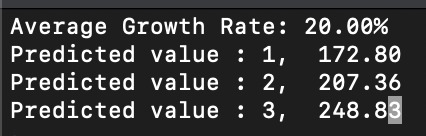 Average Growth Rate: 20.00%
Predicted value : 1,  172.80
Predicted value : 2,  207.36
Predicted value : 3,  248.83